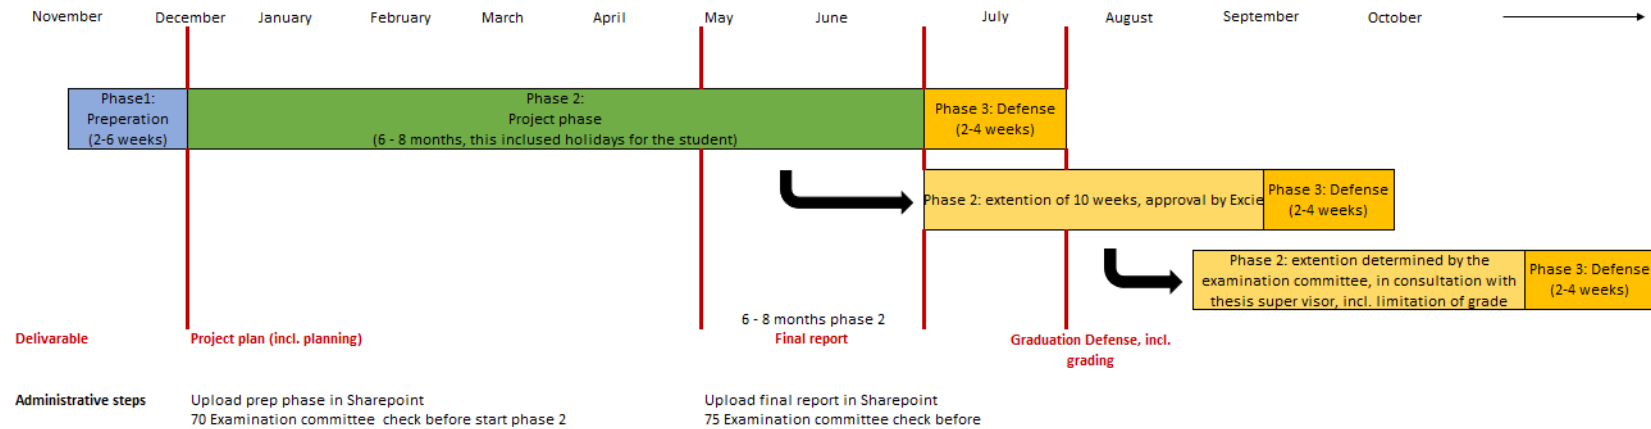 November December January February March April May June July August September October
Phase1:
Preperation
(2-6 weeks)
Phase 2:
Project phase
(6 - 8 months, this inclused holidays for the student)
Phase 3: Defense
(2-4 weeks)
Phase 2: extention of 10 weeks, approval by Excie
Phase 3: Defense
(2-4 weeks)
Phase 2: extention determined by the
examination committee, in consultation with
thesis super visor, incl. limitation of grade
Phase 3: Defense
(2-4 weeks)
6 - 8 months phase 2
Delivarable
Project plan (incl. planning)
Final report
Graduation Defense, incl.
grading
Administrative steps
Upload prep phase in Sharepoint
70 Examination committee check before start phase 2
Upload final report in Sharepoint
75 Examination committee check before